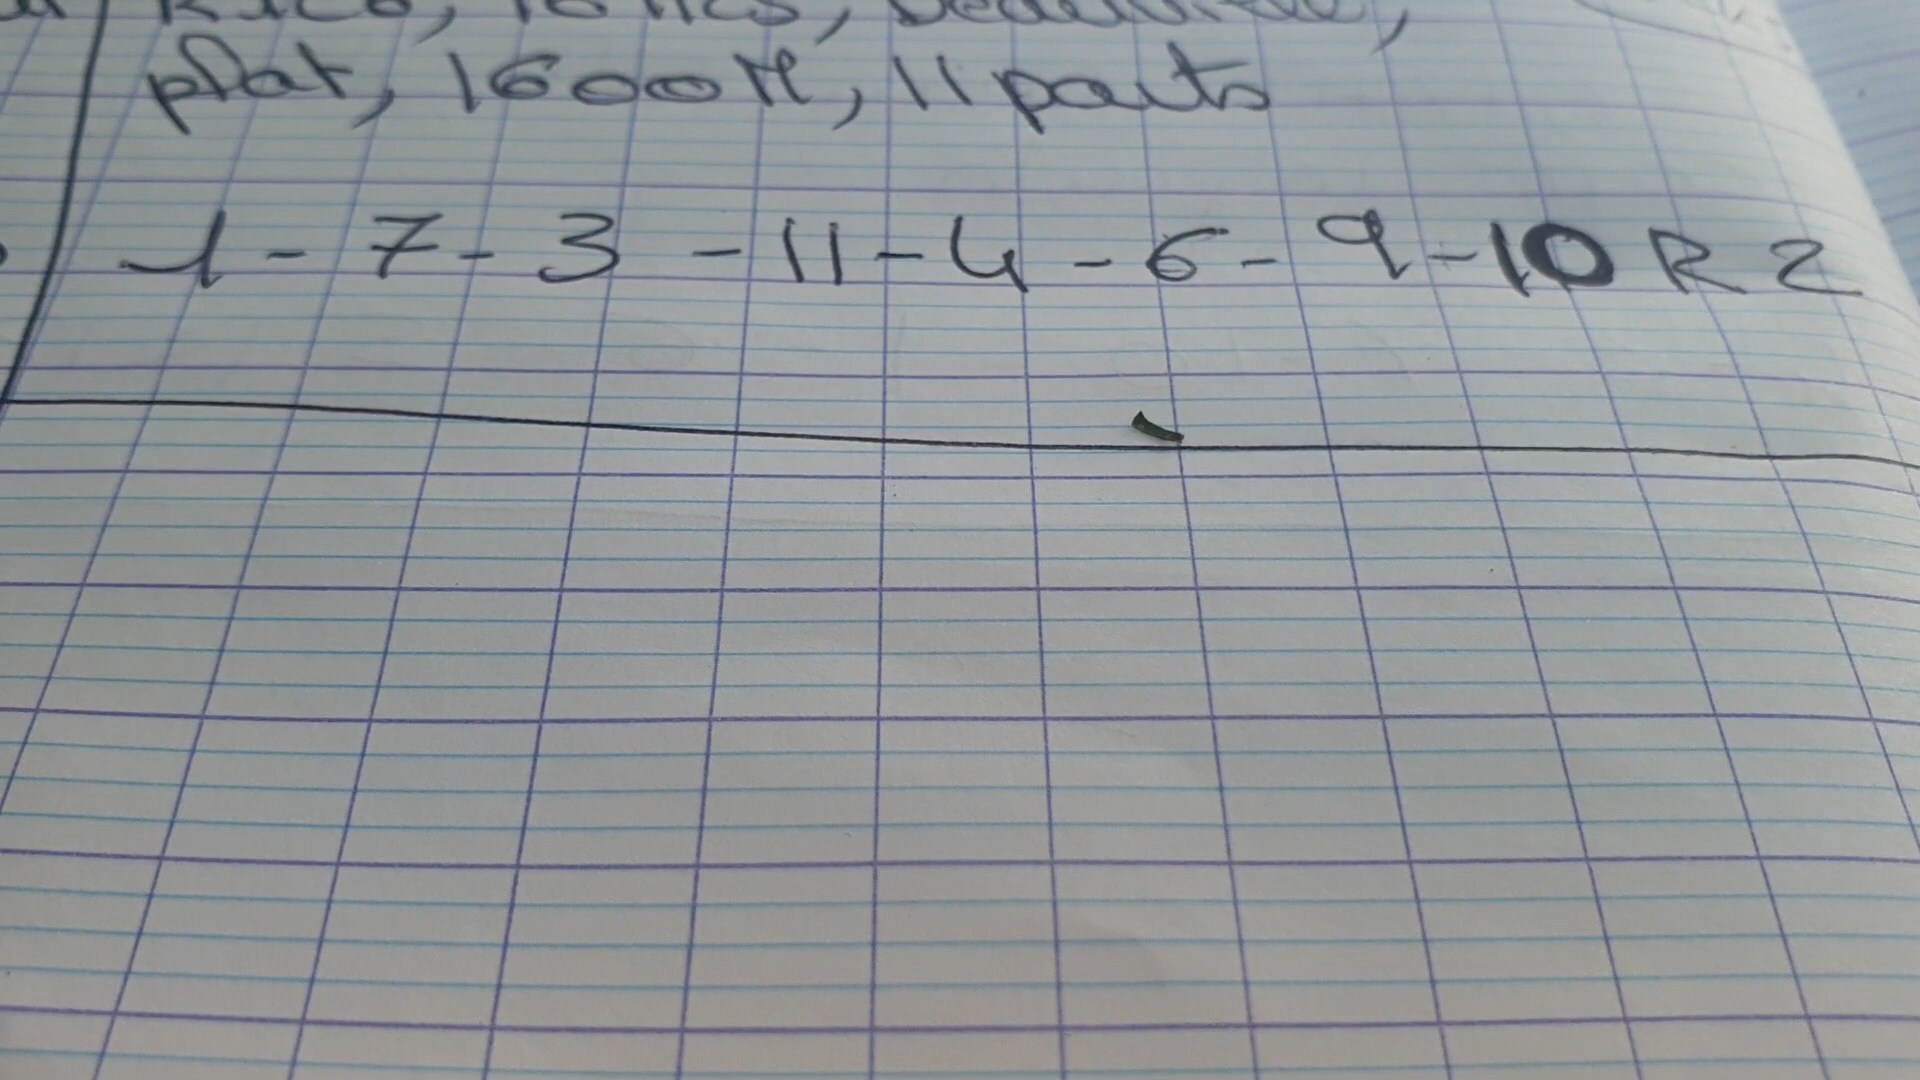 plat, 1600M, 11 parts
1 - 7 - 3 - 11 - 4 - 6 - 9 - 10 R 2